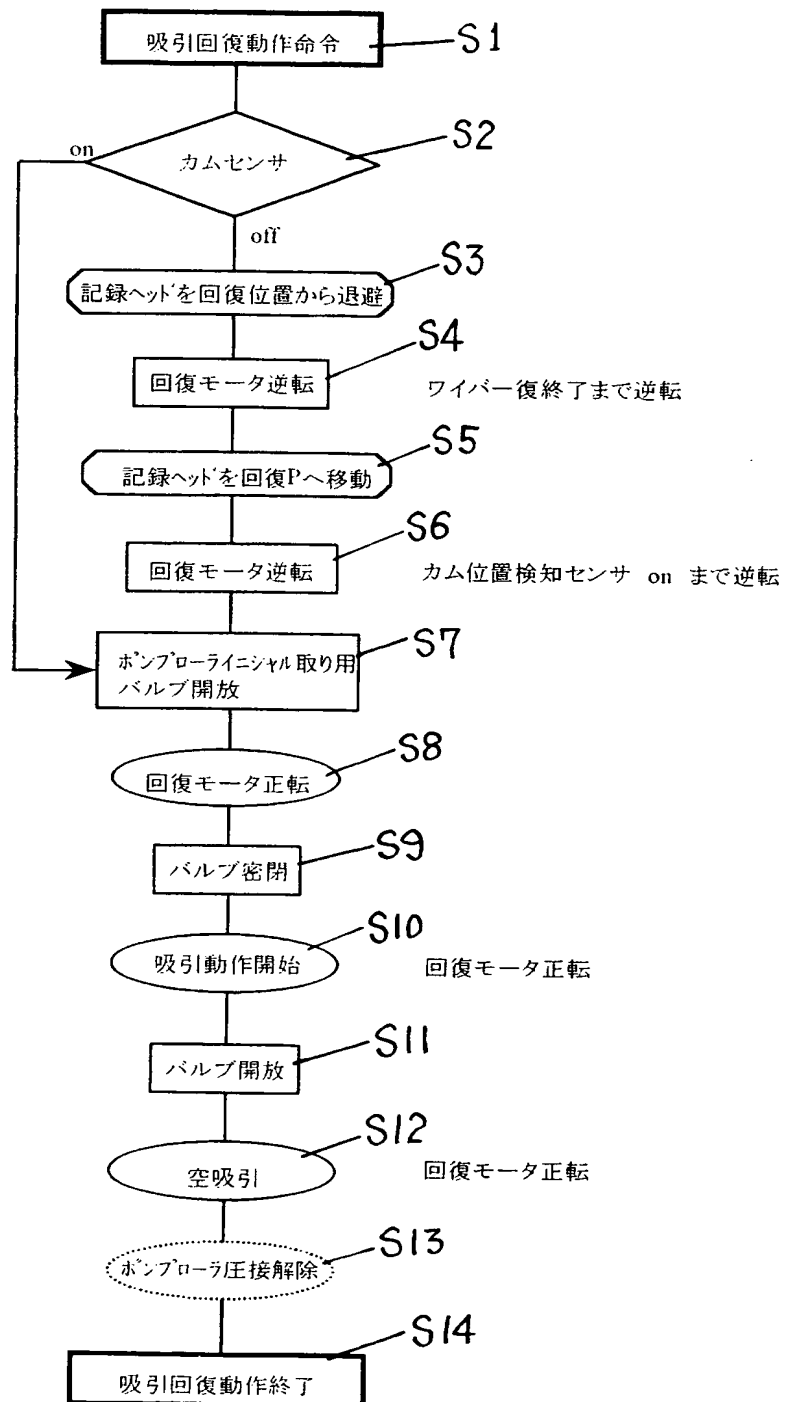 吸引回復動作命令
S1
カムセンサ
S2
on
off
記録ヘッドを回復位置から退避
S3
回復モータ逆転
S4
ワイバー復終了まで逆転
記録ヘッドを回復Pへ移動
S5
回復モータ逆転
S6
カム位置検知センサ on まで逆転
ポンプローライニシャル取り用
バルブ開放
S7
回復モータ正転
S8
バルブ密閉
S9
吸引動作開始
S10
回復モータ正転
バルブ開放
S11
空吸引
S12
回復モータ正転
ポンプローラ圧接解除
S13
吸引回復動作終了
S14